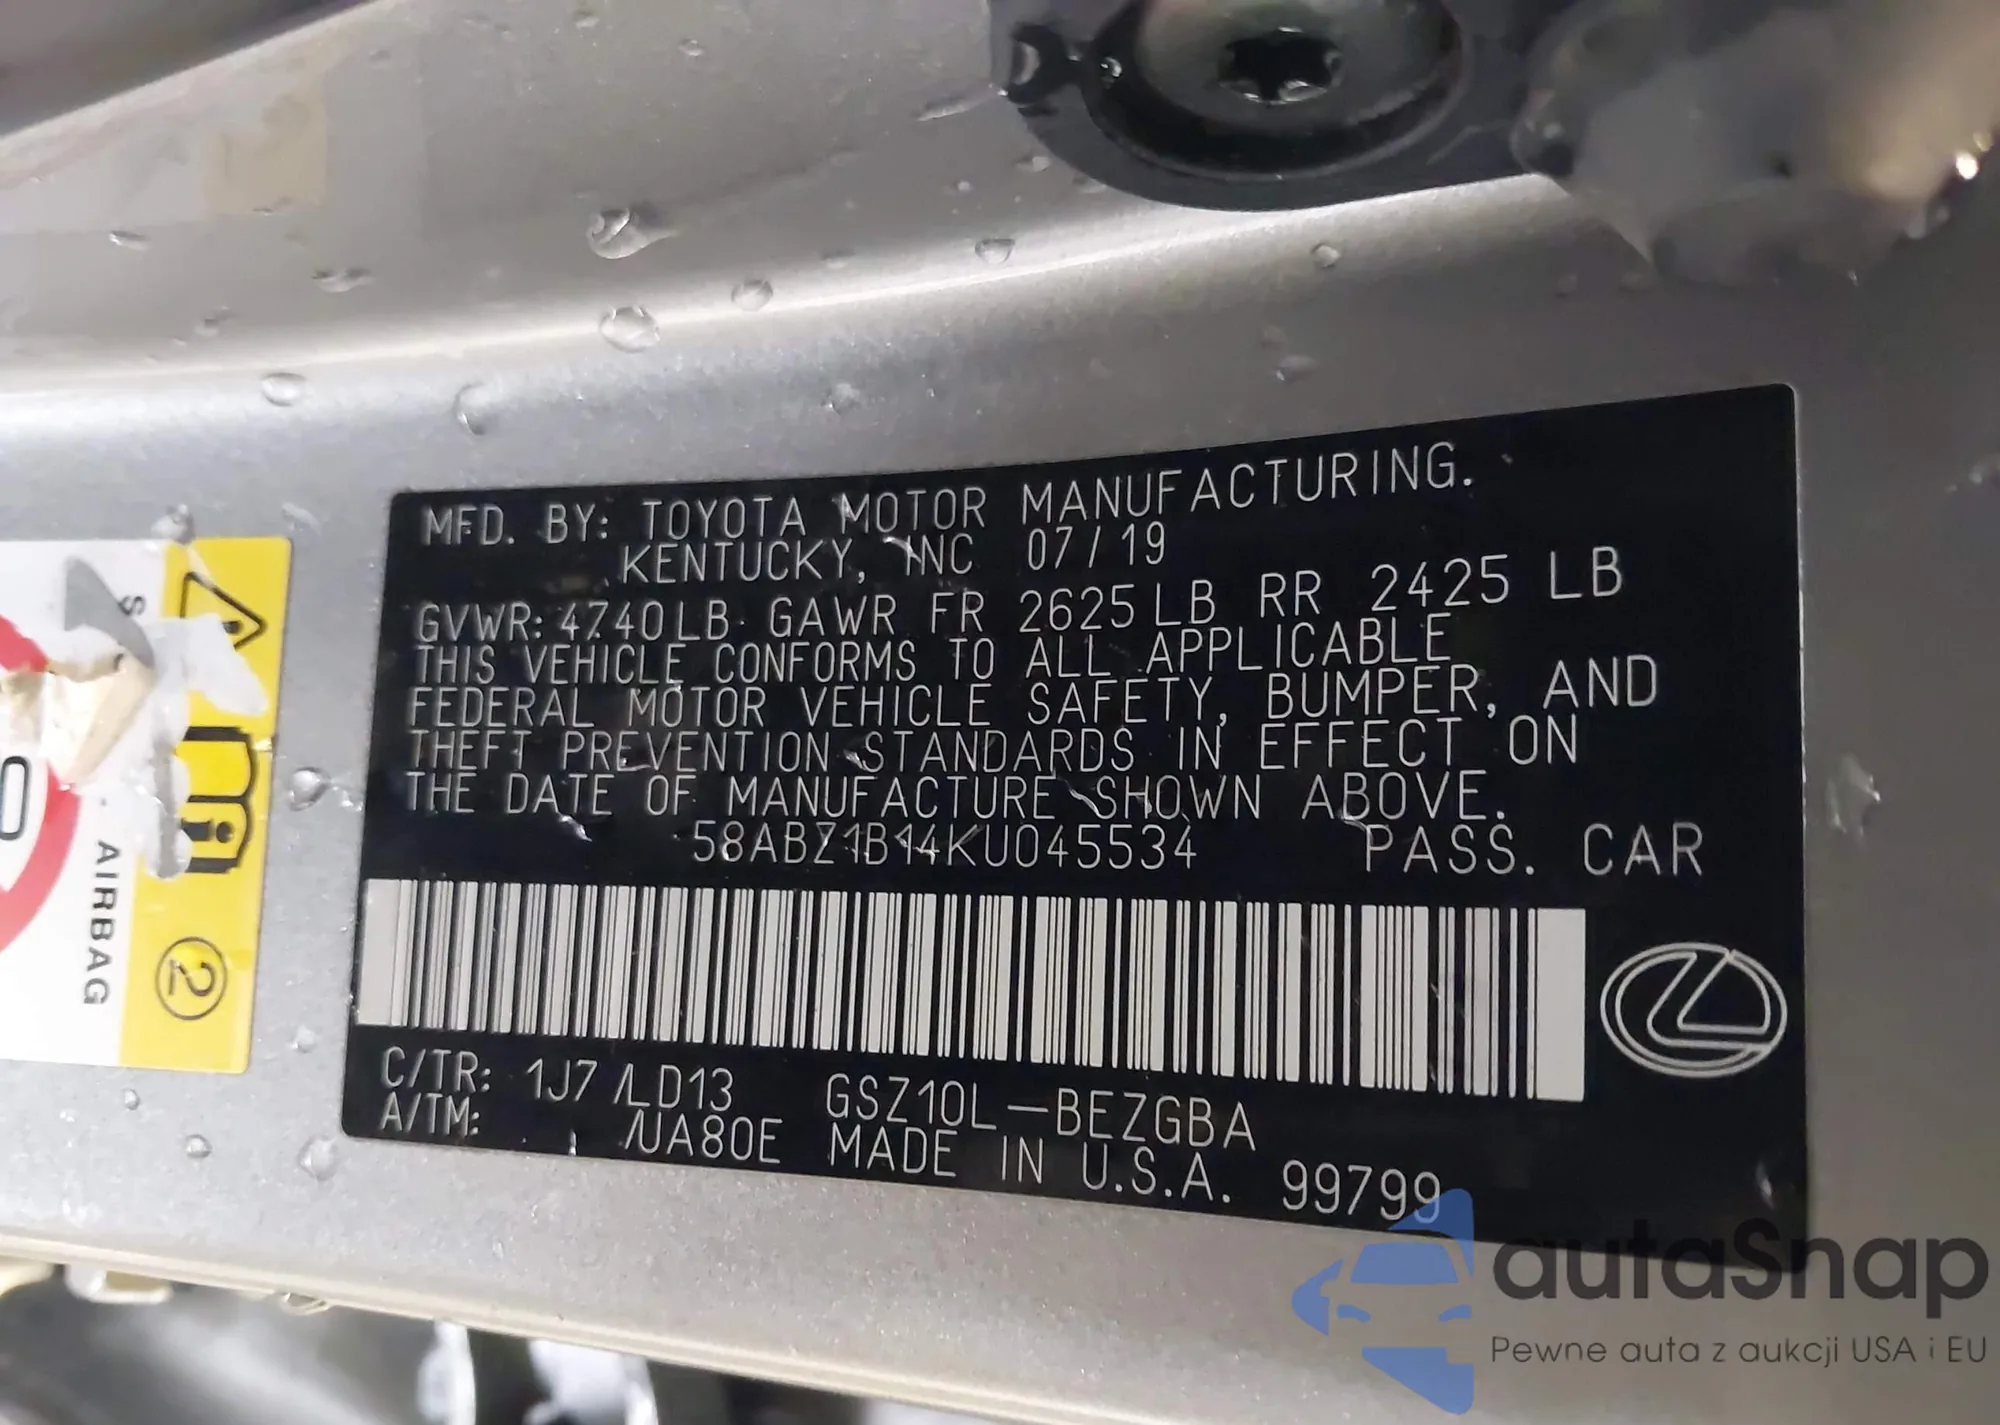 MFD. BY: TOYOTA MOTOR MANUFACTURING.
KENTUCKY, INC 07/19
GVWR: 4740LB GAWR FR 2625LB RR 2425 LB
THIS VEHICLE CONFORMS TO ALL APPLICABLE
FEDERAL MOTOR VEHICLE SAFETY, BUMPER, AND
THEFT PREVENTION STANDARDS IN EFFECT ON
THE DATE OF MANUFACTURE SHOWN ABOVE.
58ABZ1B14KU045534 PASS. CAR
C/TR: 1J7 /LD13 GSZ10L-BEZGBA
A/TM: /UA80E MADE IN U.S.A. 99799
AIRBAG
2
autaSnap
Pewne auta z aukcji USA i EU